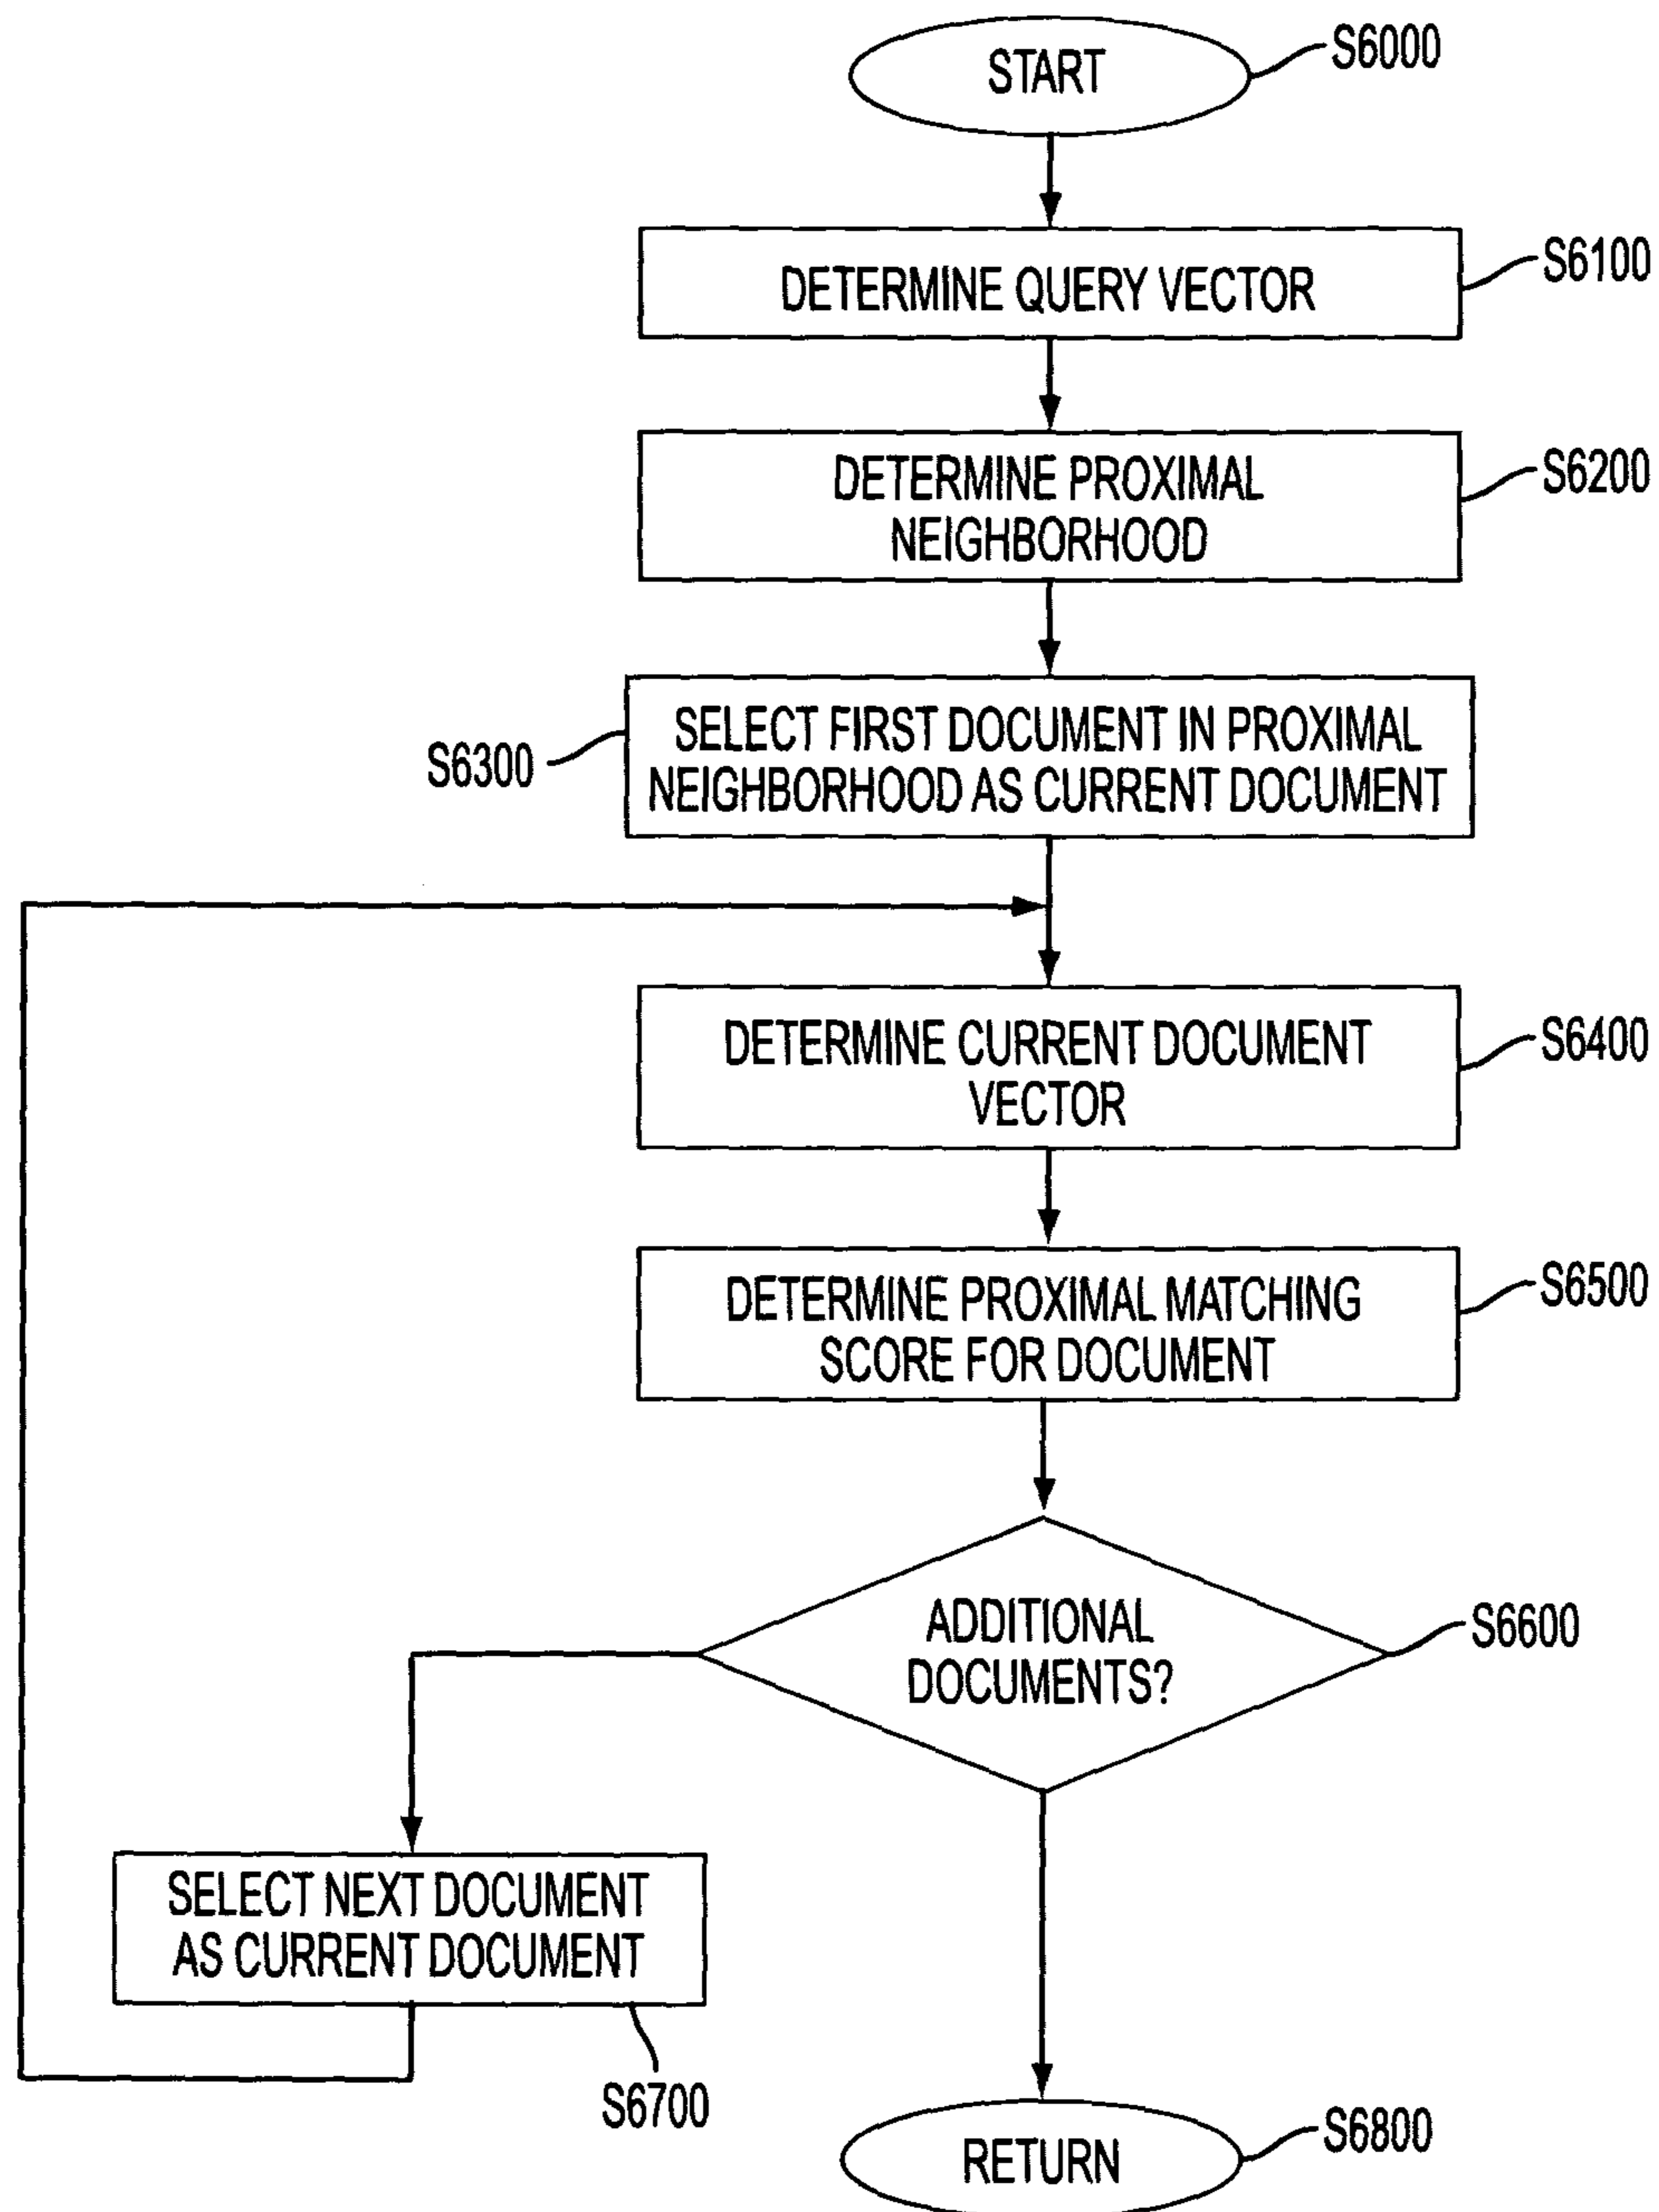 START
S6000
DETERMINE QUERY VECTOR
S6100
DETERMINE PROXIMAL
NEIGHBORHOOD
S6200
SELECT FIRST DOCUMENT IN PROXIMAL
NEIGHBORHOOD AS CURRENT DOCUMENT
S6300
DETERMINE CURRENT DOCUMENT
VECTOR
S6400
DETERMINE PROXIMAL MATCHING
SCORE FOR DOCUMENT
S6500
ADDITIONAL
DOCUMENTS?
S6600
SELECT NEXT DOCUMENT
AS CURRENT DOCUMENT
S6700
RETURN
S6800